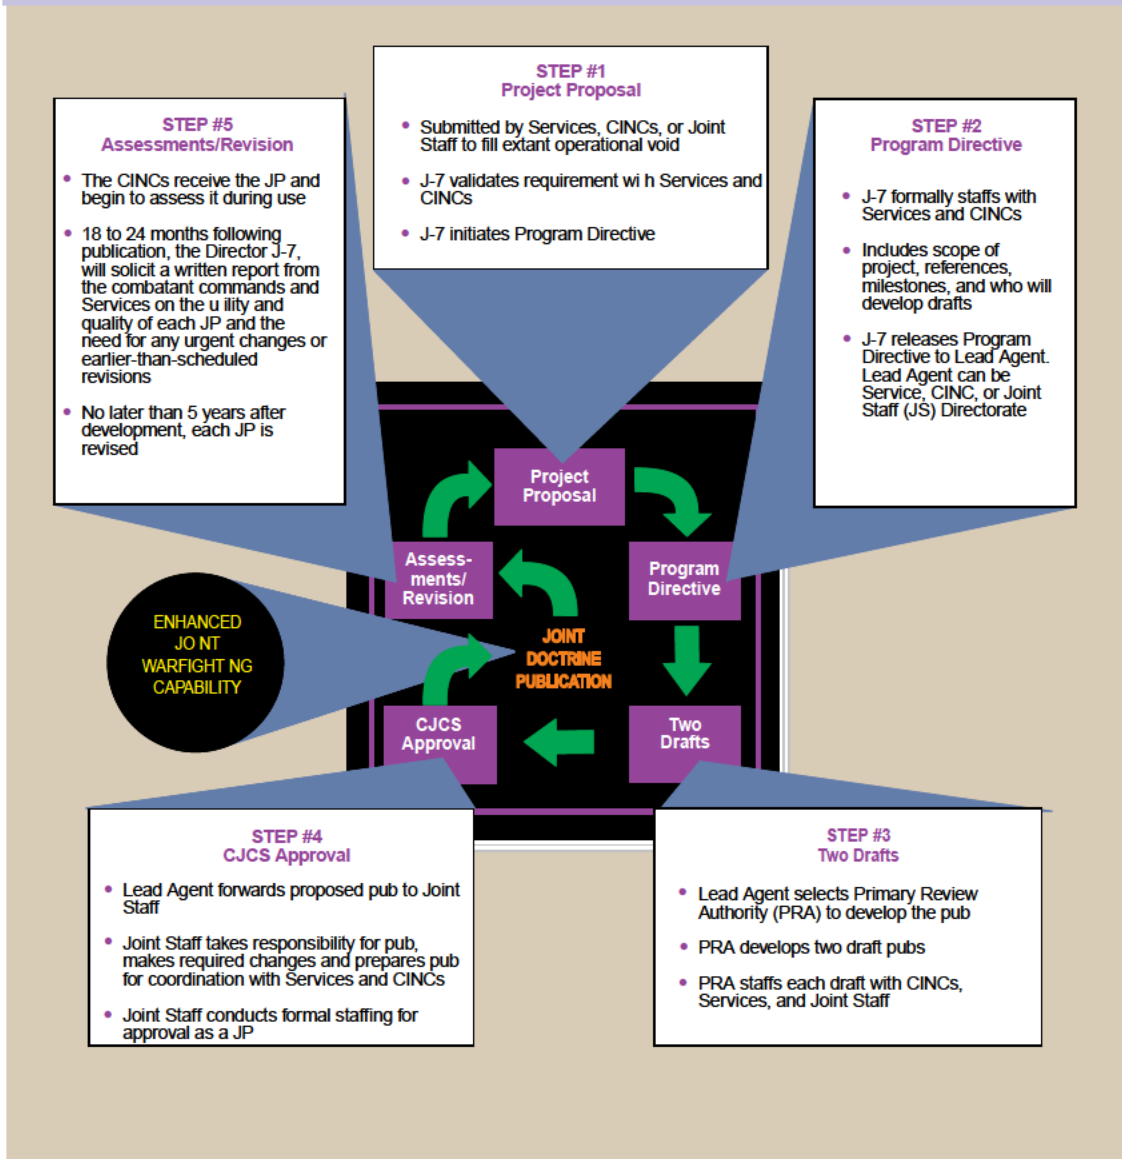 STEP #1
Project Proposal
• Submitted by Services, CINCs, or Joint
Staff to fill extant operational void
• J-7 validates requirement wi h Services and
CINCs
• J-7 initiates Program Directive
STEP #5
Assessments/Revision
• The CINCs receive the JP and
begin to assess it during use
• 18 to 24 months following
publication, the Director J-7,
will solicit a written report from
the combatant commands and
Services on the u ility and
quality of each JP and the
need for any urgent changes or
earlier-than-scheduled
revisions
• No later than 5 years after
development, each JP is
revised
STEP #2
Program Directive
• J-7 formally staffs with
Services and CINCs
• Includes scope of
project, references,
milestones, and who will
develop drafts
• J-7 releases Program
Directive to Lead Agent.
Lead Agent can be
Service, CINC, or Joint
Staff (JS) Directorate
Project
Proposal
Assess-
ments/
Revision
Program
Directive
ENHANCED
JO NT
WARFIGHT NG
CAPABILITY
JOINT
DOCTRINE
PUBLICATION
CJCS
Approval
Two
Drafts
STEP #4
CJCS Approval
• Lead Agent forwards proposed pub to Joint
Staff
• Joint Staff takes responsibility for pub,
makes required changes and prepares pub
for coordination with Services and CINCs
• Joint Staff conducts formal staffing for
approval as a JP
STEP #3
Two Drafts
• Lead Agent selects Primary Review
Authority (PRA) to develop the pub
• PRA develops two draft pubs
• PRA staffs each draft with CINCs,
Services, and Joint Staff